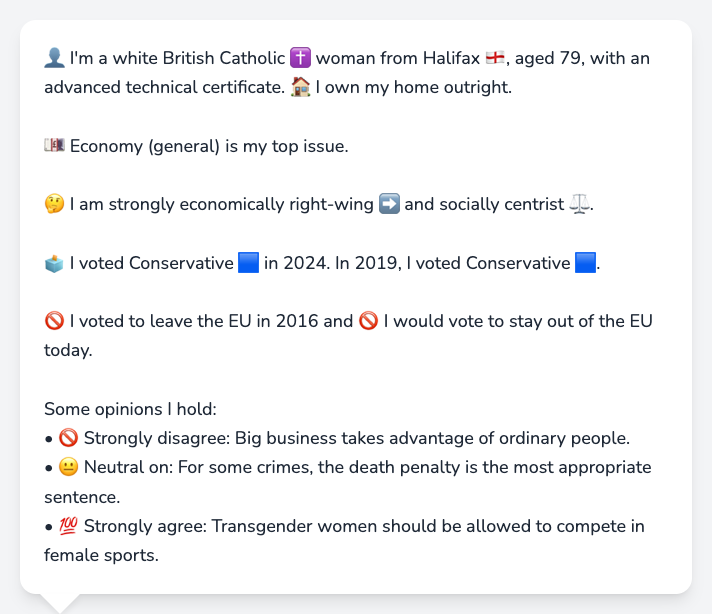 👤 I'm a white British Catholic ✝️ woman from Halifax 🏴󠁧󠁢󠁥󠁮󠁧󠁿, aged 79, with an
advanced technical certificate. 🏠 I own my home outright.
💷 Economy (general) is my top issue.
🤔 I am strongly economically right-wing ➡️ and socially centrist ⚖️.
🗳️ I voted Conservative 🟦 in 2024. In 2019, I voted Conservative 🟦.
🚫 I voted to leave the EU in 2016 and 🚫 I would vote to stay out of the EU
today.
Some opinions I hold:
• 🚫 Strongly disagree: Big business takes advantage of ordinary people.
• 😐 Neutral on: For some crimes, the death penalty is the most appropriate
sentence.
• 💯 Strongly agree: Transgender women should be allowed to compete in
female sports.